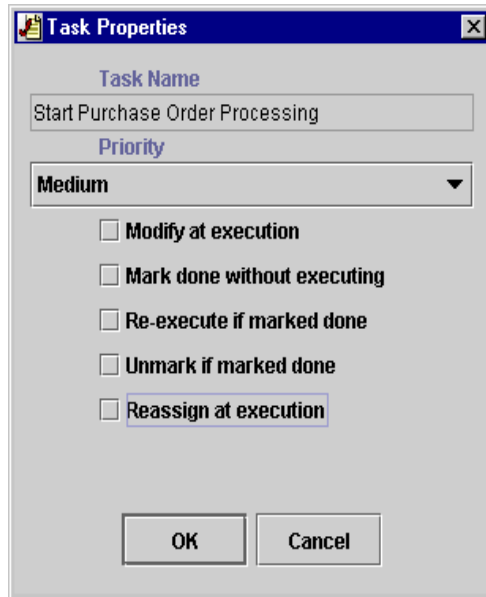 Task Properties
Task Name
Start Purchase Order Processing
Priority
Medium
Modify at execution
Mark done without executing
Re-execute if marked done
Unmark if marked done
Reassign at execution
OK
Cancel